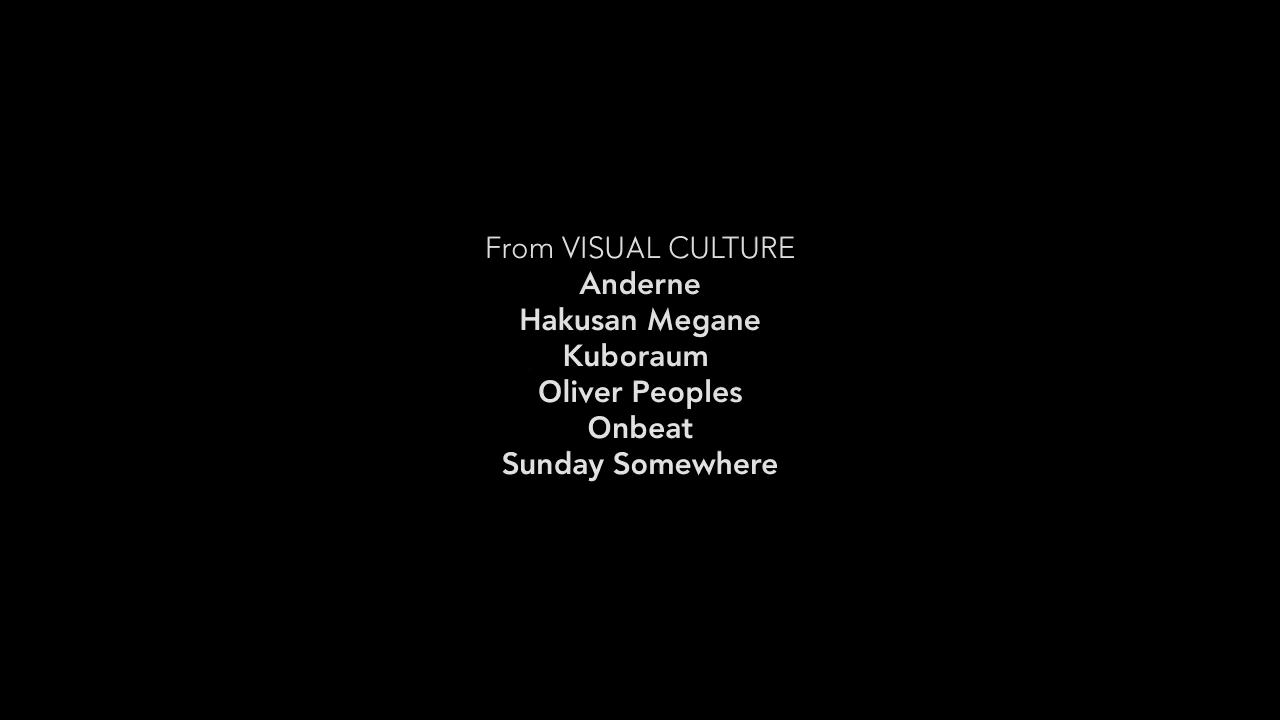 From VISUAL CULTURE
Anderne
Hakusan Megane
Kuboraum
Oliver Peoples
Onbeat
Sunday Somewhere